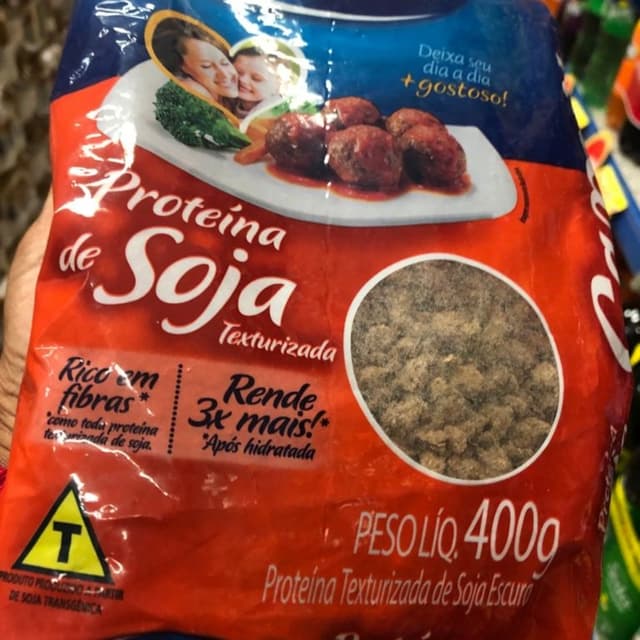 Deixa seu
dia a dia
+ gostoso!
Proteína
de Soja
Texturizada
Rico em
fibras*
*como toda proteína
texturizada de soja.
Rende
3x mais!*
*Após hidratada
T
PRODUTO PRODUZIDO A PARTIR
DE SOJA TRANSGÊNICA
PESO LÍQ. 400g
Proteína Texturizada de Soja Escura